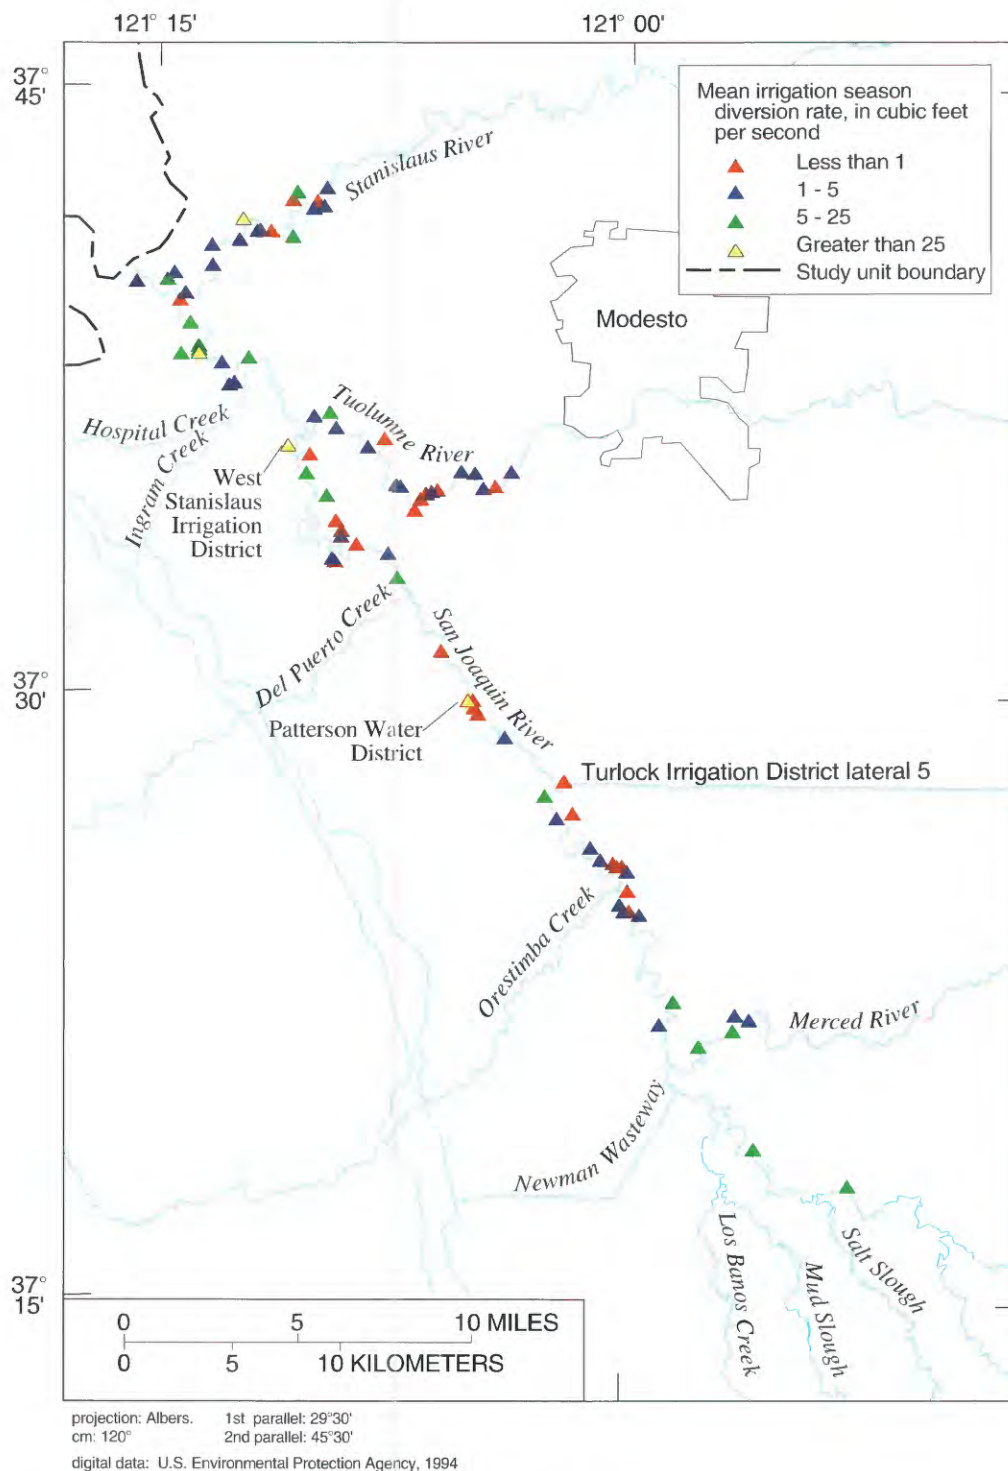 121° 15'
121° 00'
37°
45'
Mean irrigation season
diversion rate, in cubic feet
per second
Less than 1
1 - 5
5 - 25
Greater than 25
Study unit boundary
Stanislaus River
Modesto
Hospital Creek
Tuolumne River
Ingram Creek
West
Stanislaus
Irrigation
District
Del Puerto Creek
San Joaquin River
37°
30'
Patterson Water
District
Turlock Irrigation District lateral 5
Orestimba Creek
Merced River
Newman Wasteway
Los Banos Creek
Mud Slough
Salt Slough
37°
15'
0 5 10 MILES
0 5 10 KILOMETERS
projection: Albers. 1st parallel: 29°30'
cm: 120° 2nd parallel: 45°30'
digital data: U.S. Environmental Protection Agency, 1994